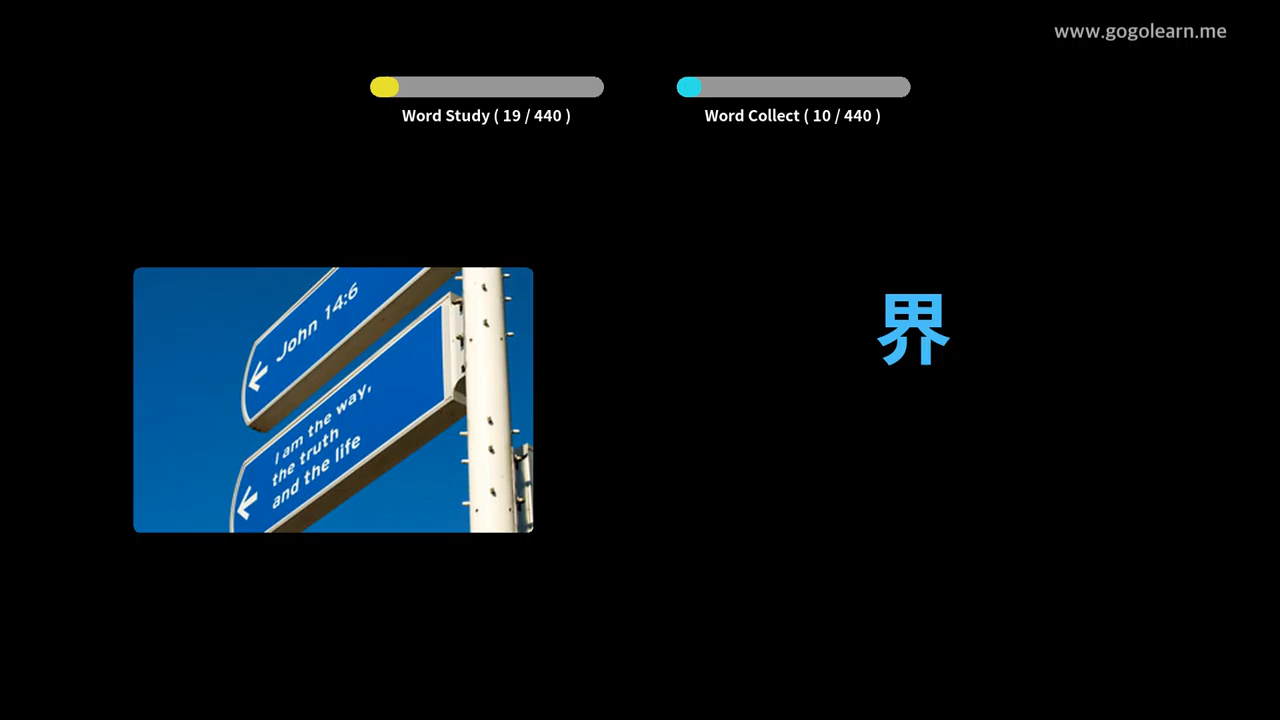 www.gogolearn.me
Word Study ( 19 / 440 )
Word Collect ( 10 / 440 )
John 14:6
I am the way,
the truth
and the life
界